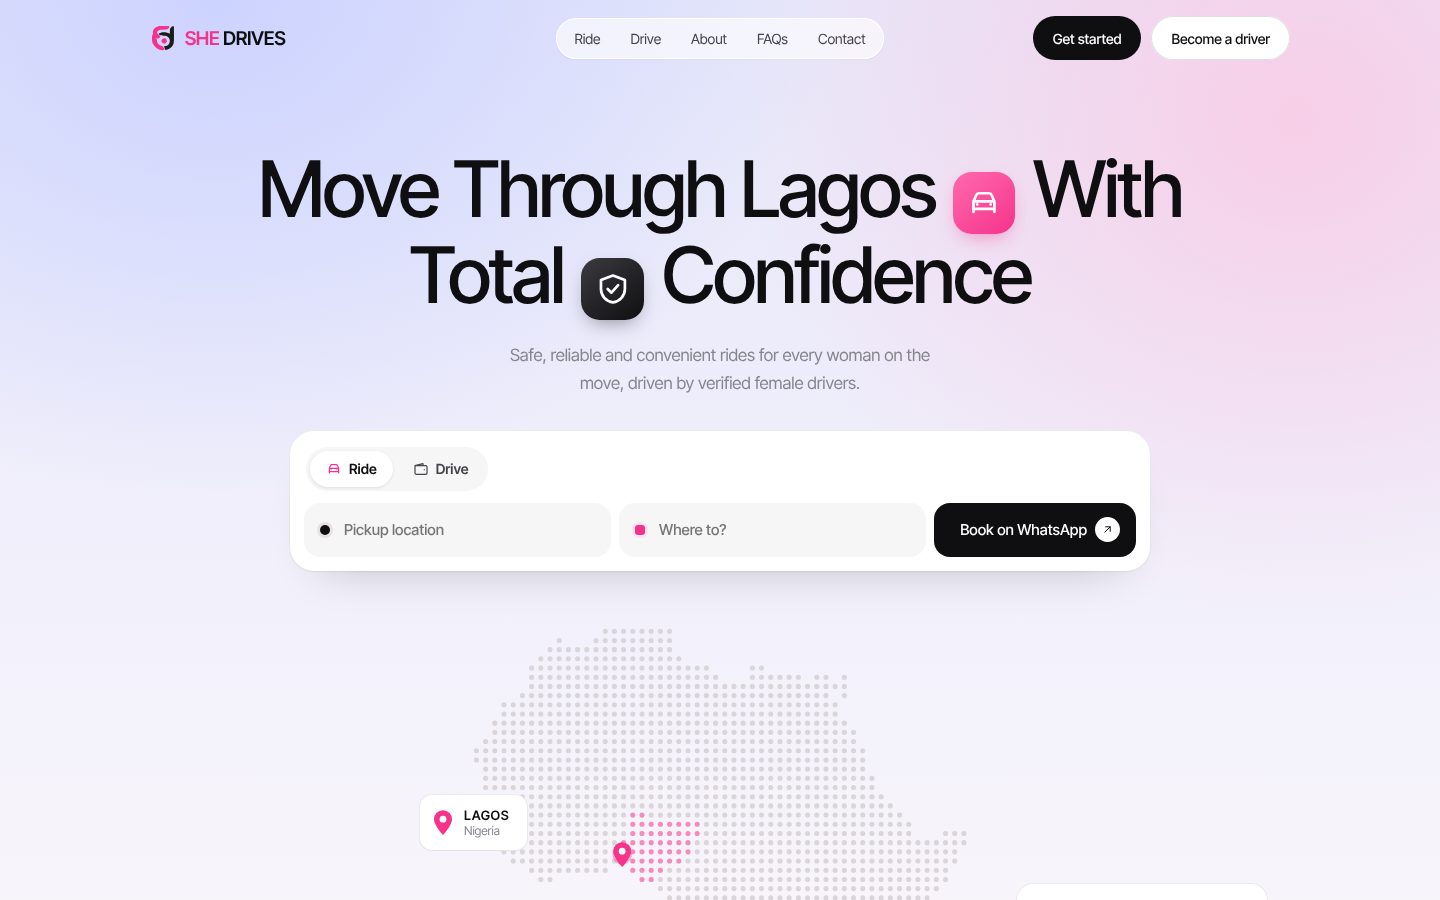 SHE DRIVES
Ride
Drive
About
FAQs
Contact
Get started
Become a driver
Move Through Lagos With
Total Confidence
Safe, reliable and convenient rides for every woman on the
move, driven by verified female drivers.
Ride
Drive
Pickup location
Where to?
Book on WhatsApp
LAGOS
Nigeria